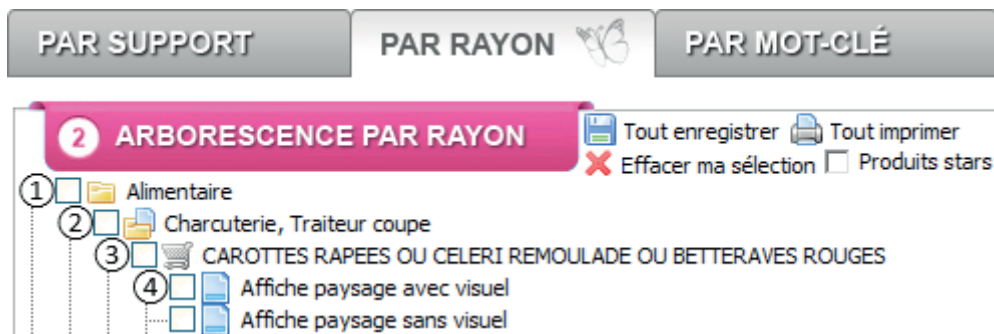 PAR SUPPORT PAR RAYON PAR MOT-CLÉ
2 ARBORESCENCE PAR RAYON
Tout enregistrer Tout imprimer
Effacer ma sélection Produits stars
1 Alimentaire
2 Charcuterie, Traiteur coupe
3 CAROTTES RAPEES OU CELERI REMOULADE OU BETTERAVES ROUGES
4 Affiche paysage avec visuel
Affiche paysage sans visuel